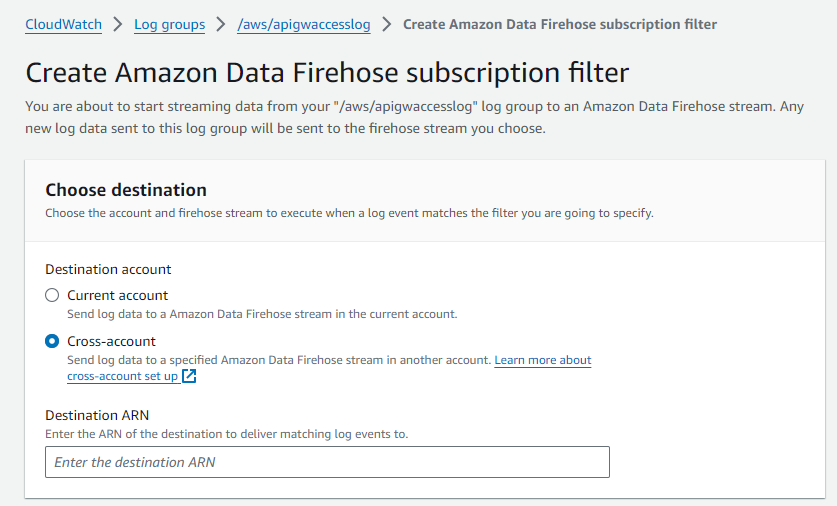 CloudWatch > Log groups > /aws/apigwaccesslog > Create Amazon Data Firehose subscription filter
Create Amazon Data Firehose subscription filter
You are about to start streaming data from your "/aws/apigwaccesslog" log group to an Amazon Data Firehose stream. Any
new log data sent to this log group will be sent to the firehose stream you choose.
Choose destination
Choose the account and firehose stream to execute when a log event matches the filter you are going to specify.
Destination account
Current account
Send log data to a Amazon Data Firehose stream in the current account.
Cross-account
Send log data to a specified Amazon Data Firehose stream in another account. Learn more about
cross-account set up
Destination ARN
Enter the ARN of the destination to deliver matching log events to.
Enter the destination ARN